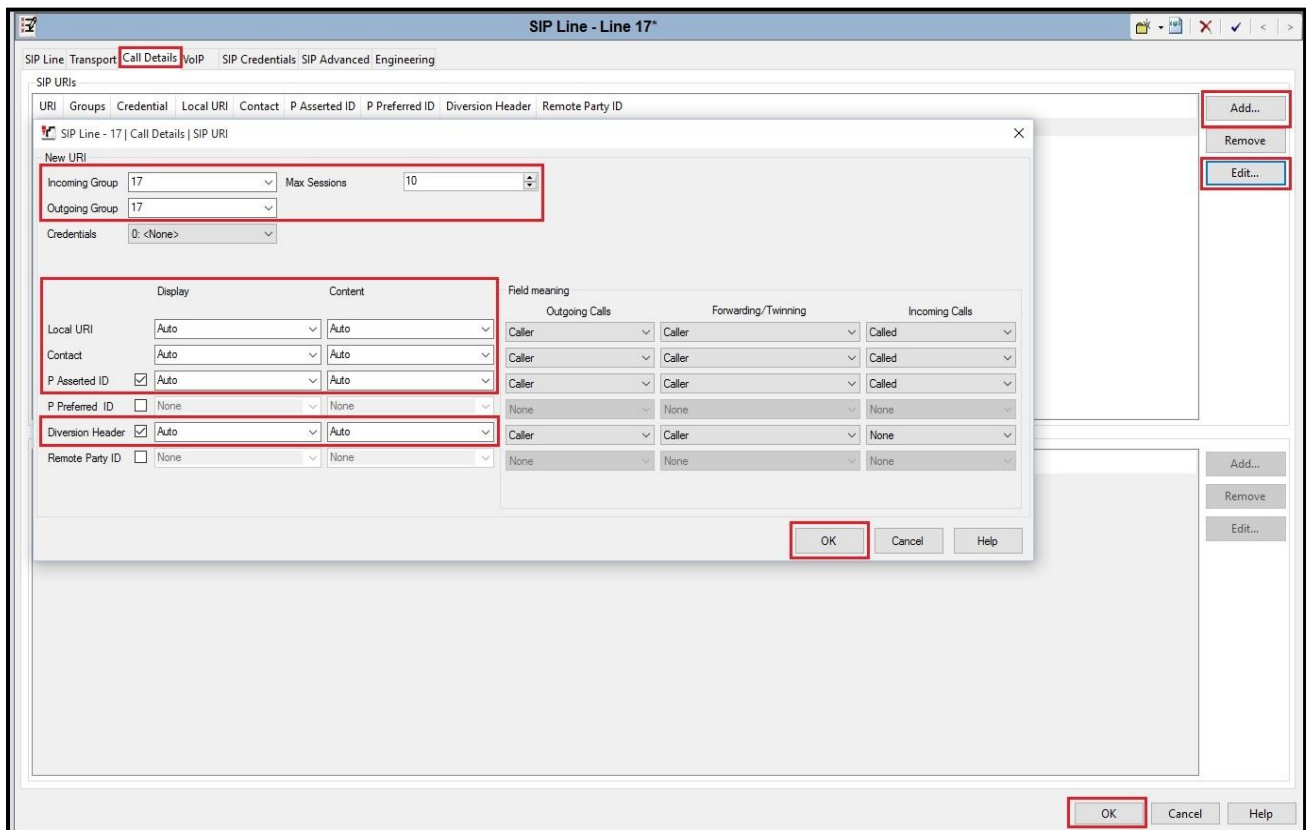 SIP Line - Line 17*
SIP Line Transport Call Details VoIP SIP Credentials SIP Advanced Engineering
SIP URIs
URI Groups Credential Local URI Contact P Asserted ID P Preferred ID Diversion Header Remote Party ID
Add...
Remove
Edit...
SIP Line - 17 | Call Details | SIP URI
New URI
Incoming Group 17 Max Sessions 10
Outgoing Group 17
Credentials 0: <None>
Display Content Field meaning
Outgoing Calls Forwarding/Twinning Incoming Calls
Local URI Auto Auto Caller Caller Called
Contact Auto Auto Caller Caller Called
P Asserted ID Auto Auto Caller Caller Called
P Preferred ID None None None None None
Diversion Header Auto Auto Caller Caller None
Remote Party ID None None None None None
OK Cancel Help
Add...
Remove
Edit...
OK Cancel Help